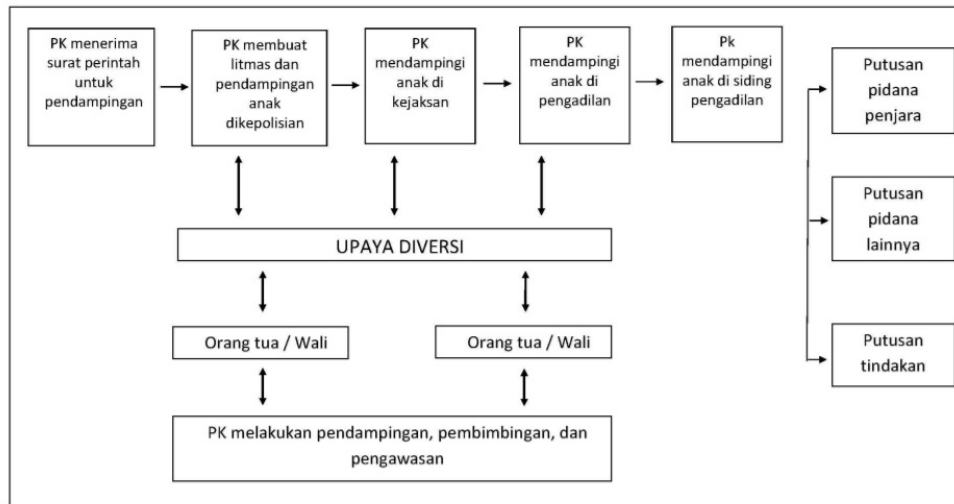 PK menerima
surat perintah
untuk
pendampingan
PK membuat
litmas dan
pendampingan
anak
dikepolisian
PK
mendampingi
anak di
kejaksan
PK
mendampingi
anak di
pengadilan
Pk
mendampingi
anak di siding
pengadilan
Putusan
pidana
penjara
Putusan
pidana
lainnya
Putusan
tindakan
UPAYA DIVERSI
Orang tua / Wali
Orang tua / Wali
PK melakukan pendampingan, pembimbingan, dan
pengawasan